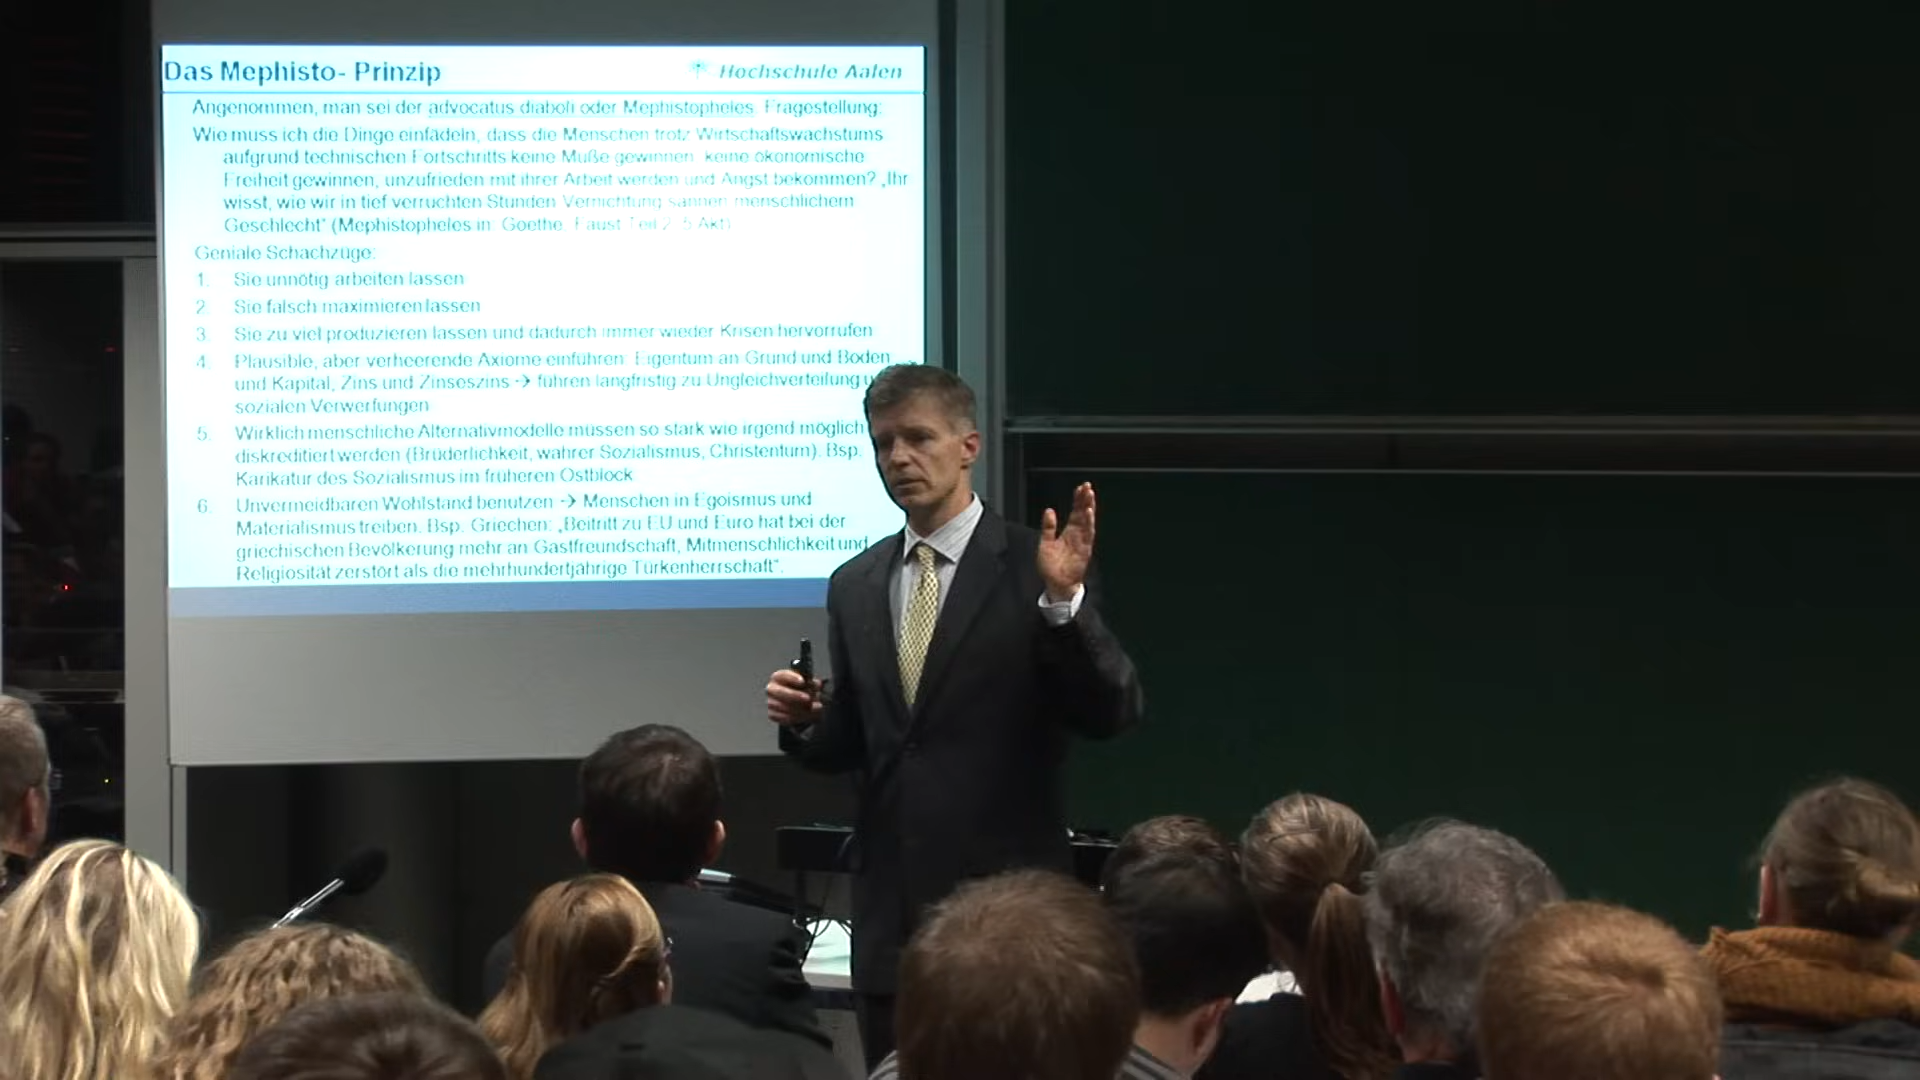 Das Mephisto- Prinzip
Hochschule Aalen
Angenommen, man sei der advocatus diaboli oder Mephistopheles. Fragestellung:
Wie muss ich die Dinge einfädeln, dass die Menschen trotz Wirtschaftswachstums
aufgrund technischen Fortschritts keine Muße gewinnen, keine ökonomische
Freiheit gewinnen, unzufrieden mit ihrer Arbeit werden und Angst bekommen? „Ihr
wisst, wie wir in tief verruchten Stunden Vernichtung sannen menschlichem
Geschlecht“ (Mephistopheles in: Goethe, Faust Teil 2, 5.Akt)
Geniale Schachzüge:
1. Sie unnötig arbeiten lassen
2. Sie falsch maximieren lassen
3. Sie zu viel produzieren lassen und dadurch immer wieder Krisen hervorrufen
4. Plausible, aber verheerende Axiome einführen: Eigentum an Grund und Boden
und Kapital, Zins und Zinseszins → führen langfristig zu Ungleichverteilung
sozialen Verwerfungen
5. Wirklich menschliche Alternativmodelle müssen so stark wie irgend möglich
diskreditiert werden (Brüderlichkeit, wahrer Sozialismus, Christentum). Bsp.
Karikatur des Sozialismus im früheren Ostblock
6. Unvermeidbaren Wohlstand benutzen → Menschen in Egoismus und
Materialismus treiben. Bsp. Griechen: „Beitritt zu EU und Euro hat bei der
griechischen Bevölkerung mehr an Gastfreundschaft, Mitmenschlichkeit und
Religiosität zerstört als die mehrhundertjährige Türkenherrschaft“.